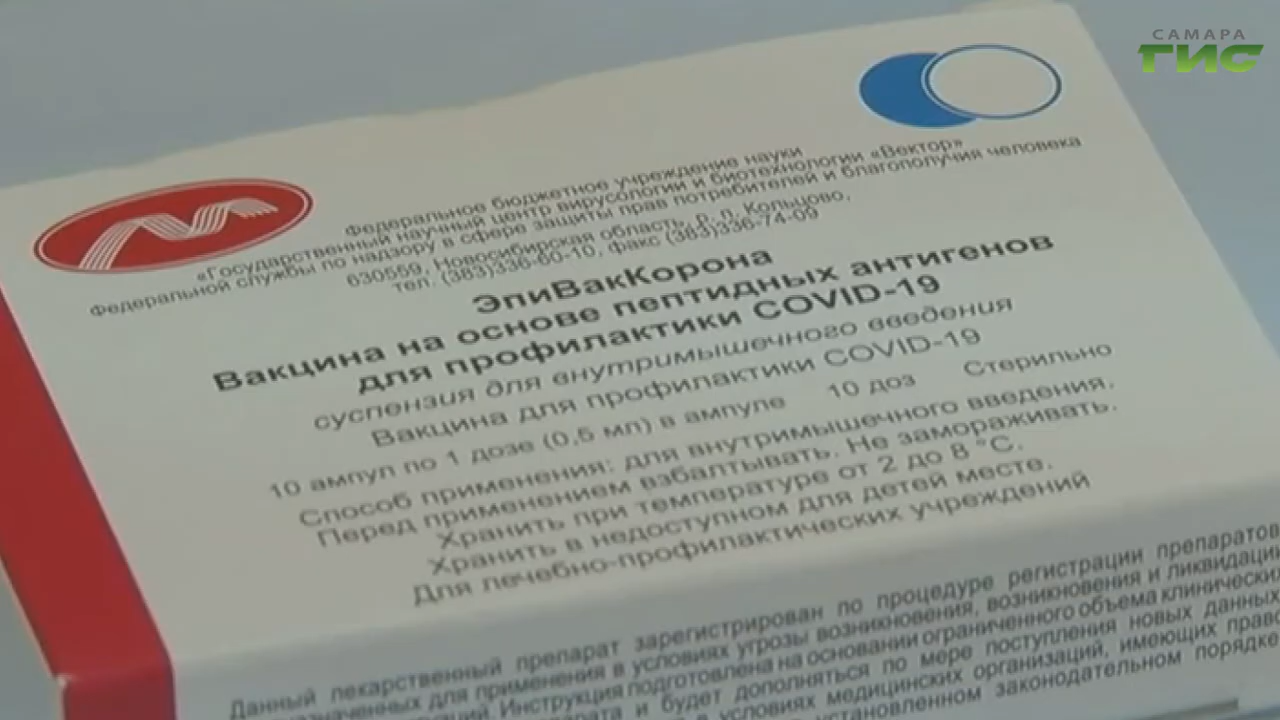 САМАРА
ГИС
Федеральное бюджетное учреждение науки
«Государственный научный центр вирусологии и биотехнологии «Вектор»
Федеральной службы по надзору в сфере защиты прав потребителей и благополучия человека
630559, Новосибирская область, р. п. Кольцово,
тел. (383)336-60-10, факс (383)336-74-09
ЭпиВакКорона
Вакцина на основе пептидных антигенов
для профилактики COVID-19
суспензия для внутримышечного введения
Вакцина для профилактики COVID-19
10 ампул по 1 дозе (0,5 мл) в ампуле 10 доз Стерильно
Способ применения: для внутримышечного введения.
Перед применением взбалтывать. Не замораживать.
Хранить при температуре от 2 до 8 °С.
Хранить в недоступном для детей месте.
Для лечебно-профилактических учреждений
Данный лекарственный препарат зарегистрирован по процедуре регистрации препаратов,
для применения в условиях угрозы возникновения, возникновения и ликвидации
Инструкция подготовлена на основании ограниченного объема клинических
и будет дополняться по мере поступления новых данных.
в условиях медицинских организаций, имеющих право
установленном законодательном порядке